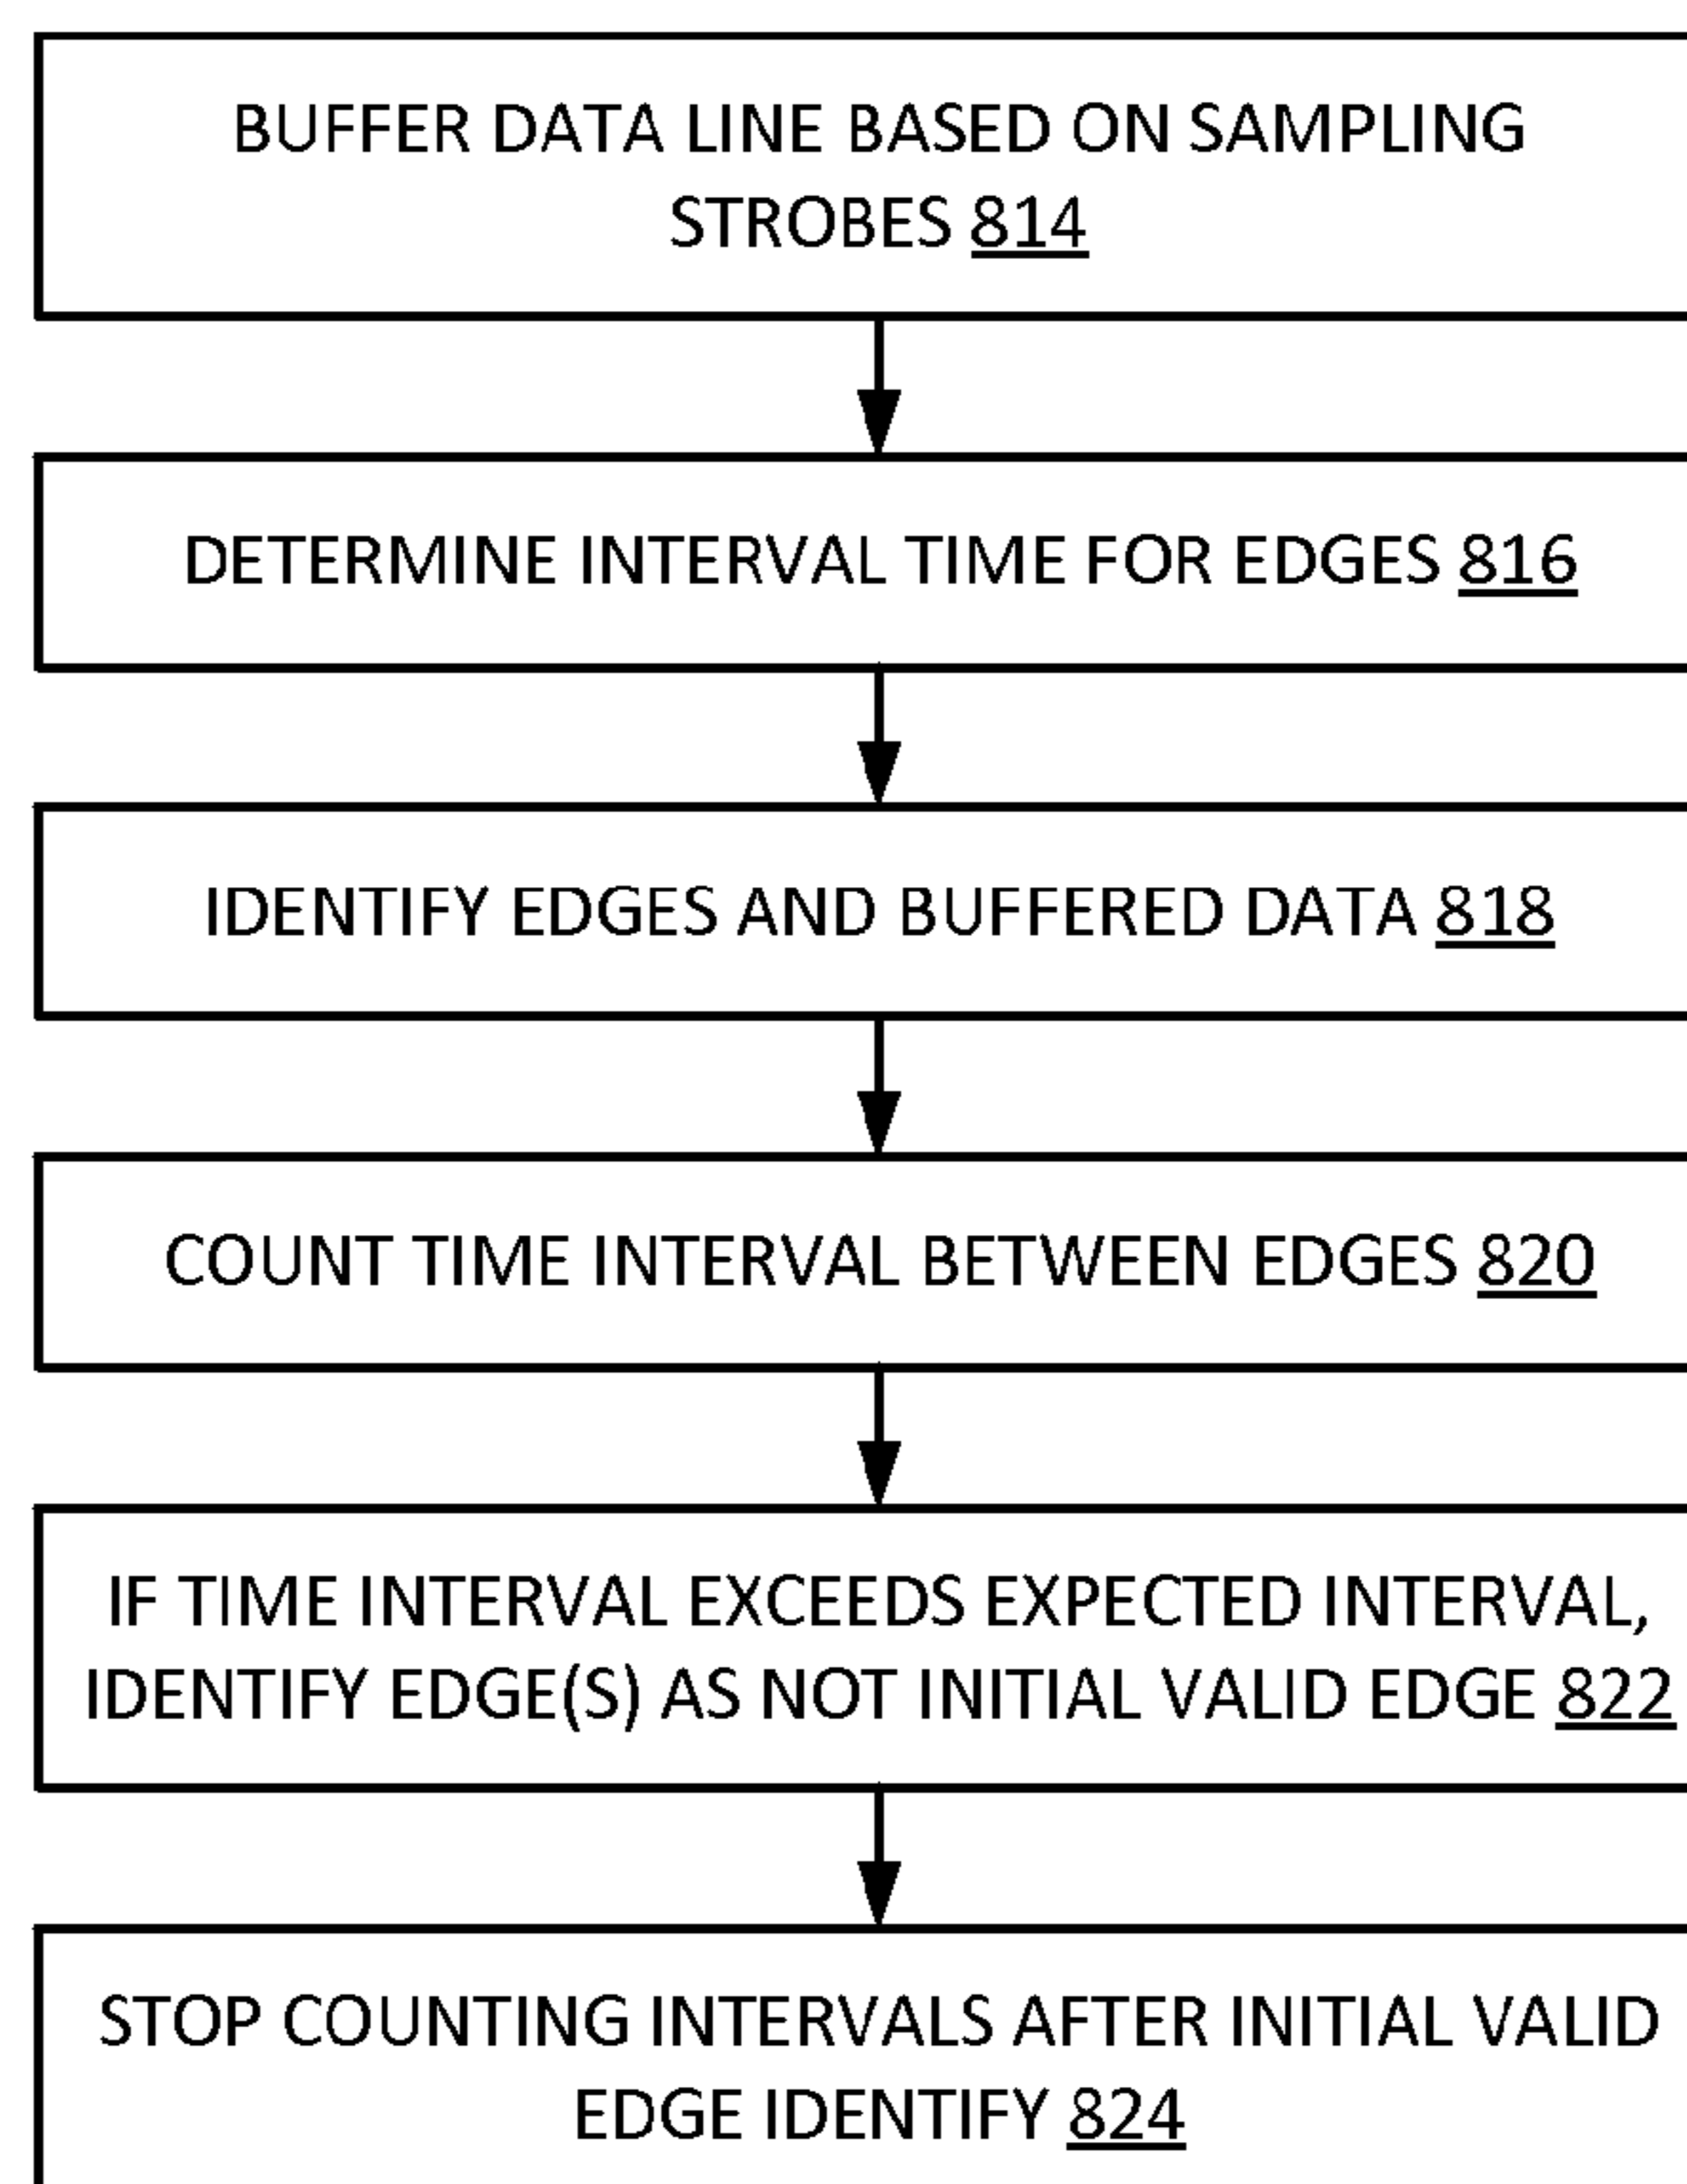 BUFFER DATA LINE BASED ON SAMPLING
STROBES 814
DETERMINE INTERVAL TIME FOR EDGES 816
IDENTIFY EDGES AND BUFFERED DATA 818
COUNT TIME INTERVAL BETWEEN EDGES 820
IF TIME INTERVAL EXCEEDS EXPECTED INTERVAL,
IDENTIFY EDGE(S) AS NOT INITIAL VALID EDGE 822
STOP COUNTING INTERVALS AFTER INITIAL VALID
EDGE IDENTIFY 824